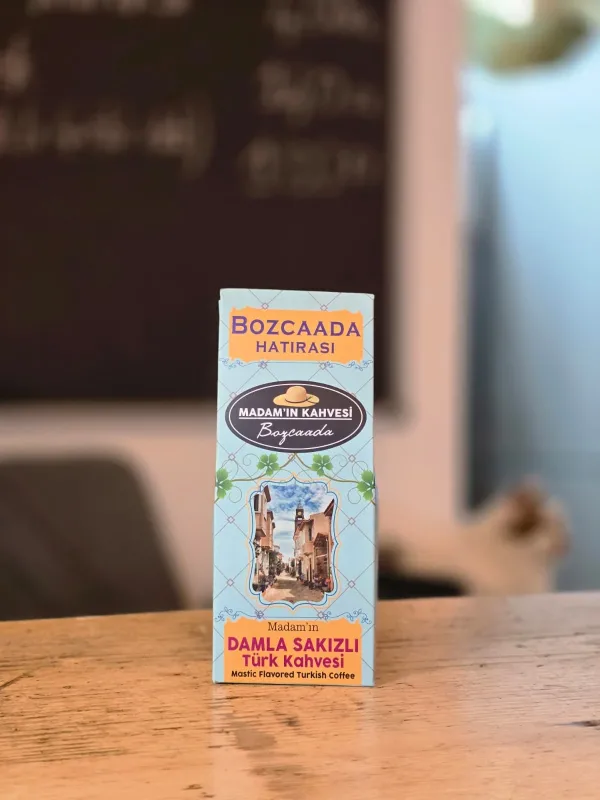 BOZCAADA
HATIRASI
MADAM'IN KAHVESİ
Bozcaada
Madam'ın
DAMLA SAKIZLI
Türk Kahvesi
Mastic Flavored Turkish Coffee